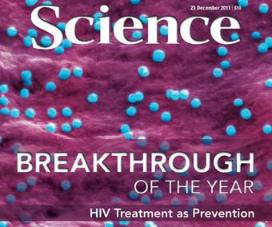 23 December 2011 | $10
Science
BREAKTHROUGH
OF THE YEAR
HIV Treatment as Prevention